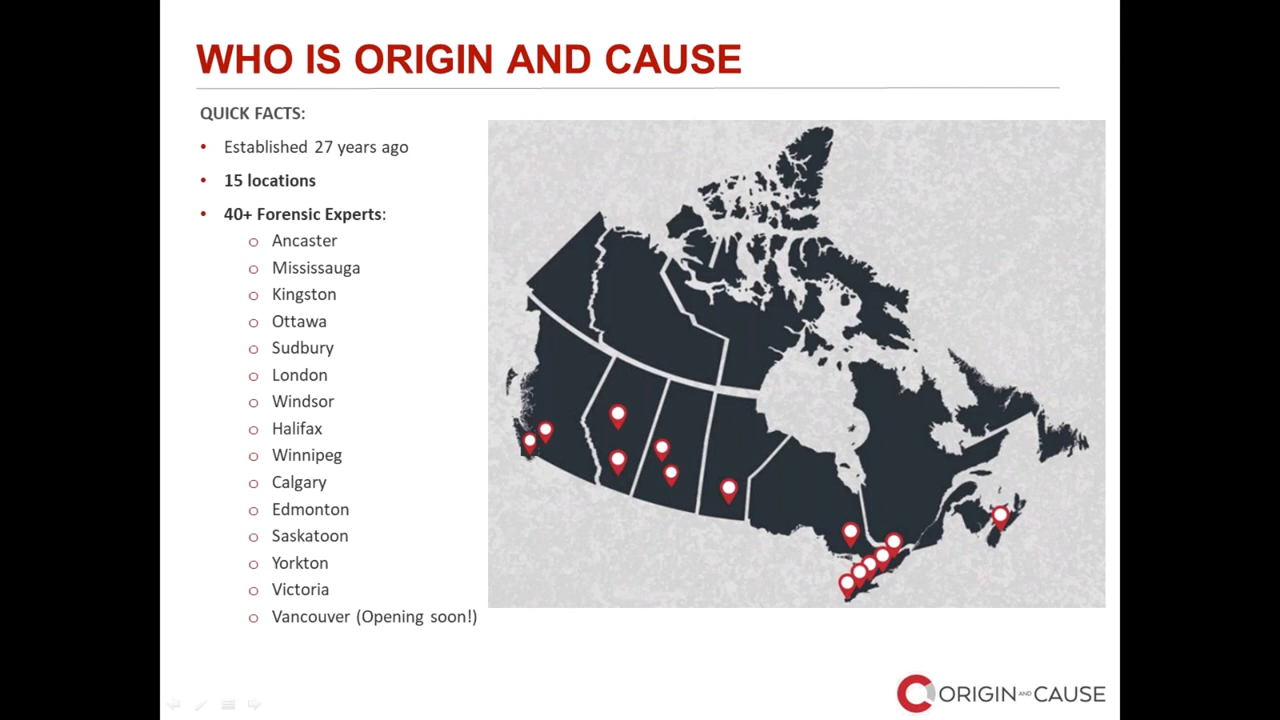 WHO IS ORIGIN AND CAUSE
QUICK FACTS:
• Established 27 years ago
• 15 locations
• 40+ Forensic Experts:
o Ancaster
o Mississauga
o Kingston
o Ottawa
o Sudbury
o London
o Windsor
o Halifax
o Winnipeg
o Calgary
o Edmonton
o Saskatoon
o Yorkton
o Victoria
o Vancouver (Opening soon!)
ORIGIN AND CAUSE